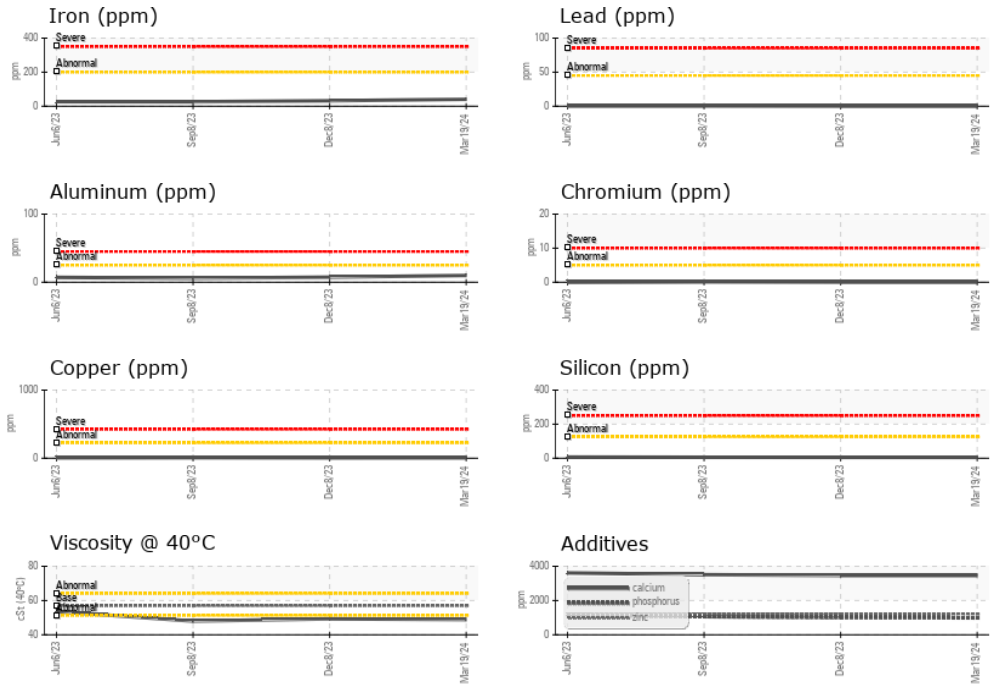 Iron (ppm)
400
200
0
ppm
Severe
Abnormal
Jun6/23
Sep8/23
Dec8/23
Mar19/24
Lead (ppm)
100
50
0
ppm
Severe
Abnormal
Jun6/23
Sep8/23
Dec8/23
Mar19/24
Aluminum (ppm)
100
50
0
ppm
Severe
Abnormal
Jun6/23
Sep8/23
Dec8/23
Mar19/24
Chromium (ppm)
20
10
0
ppm
Severe
Abnormal
Jun6/23
Sep8/23
Dec8/23
Mar19/24
Copper (ppm)
1000
0
ppm
Severe
Abnormal
Jun6/23
Sep8/23
Dec8/23
Mar19/24
Silicon (ppm)
400
200
0
ppm
Severe
Abnormal
Jun6/23
Sep8/23
Dec8/23
Mar19/24
Viscosity @ 40°C
80
60
40
cSt (40°C)
Abnormal
Base
Abnormal
Jun6/23
Sep8/23
Dec8/23
Mar19/24
Additives
4000
2000
0
ppm
calcium
phosphorus
zinc
Jun6/23
Sep8/23
Dec8/23
Mar19/24